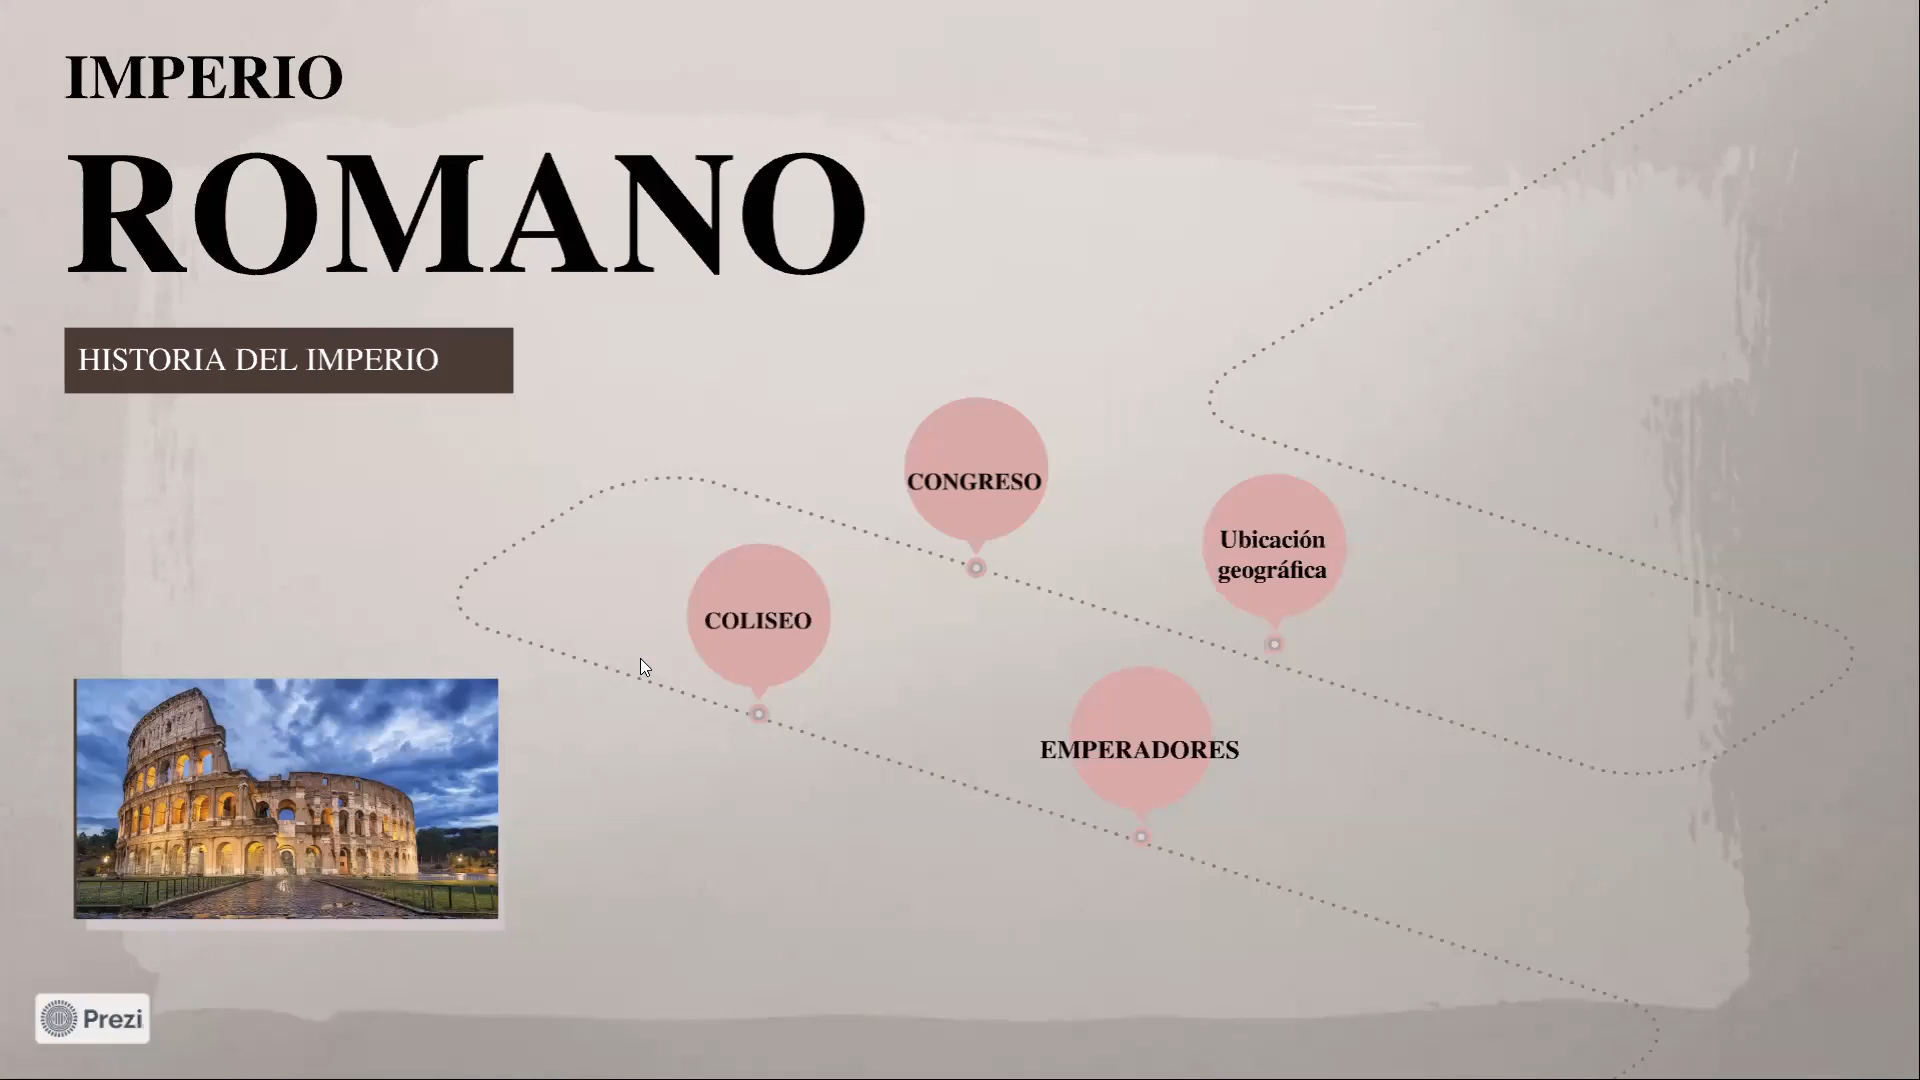 IMPERIO
ROMANO
HISTORIA DEL IMPERIO
CONGRESO
Ubicación
geográfica
COLISEO
EMPERADORES
Prezi